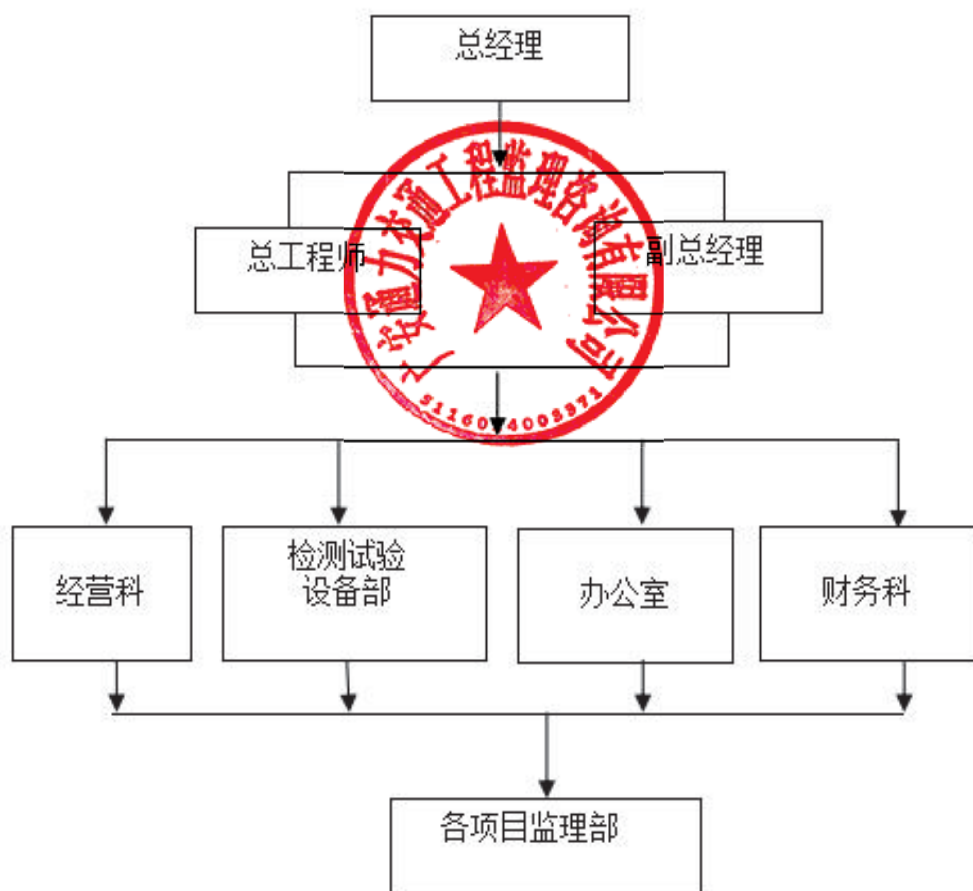 总经理
广安通力交通工程监理咨询有限公司
总工程师
副总经理
经营科
检测试验
设备部
办公室
财务科
各项目监理部